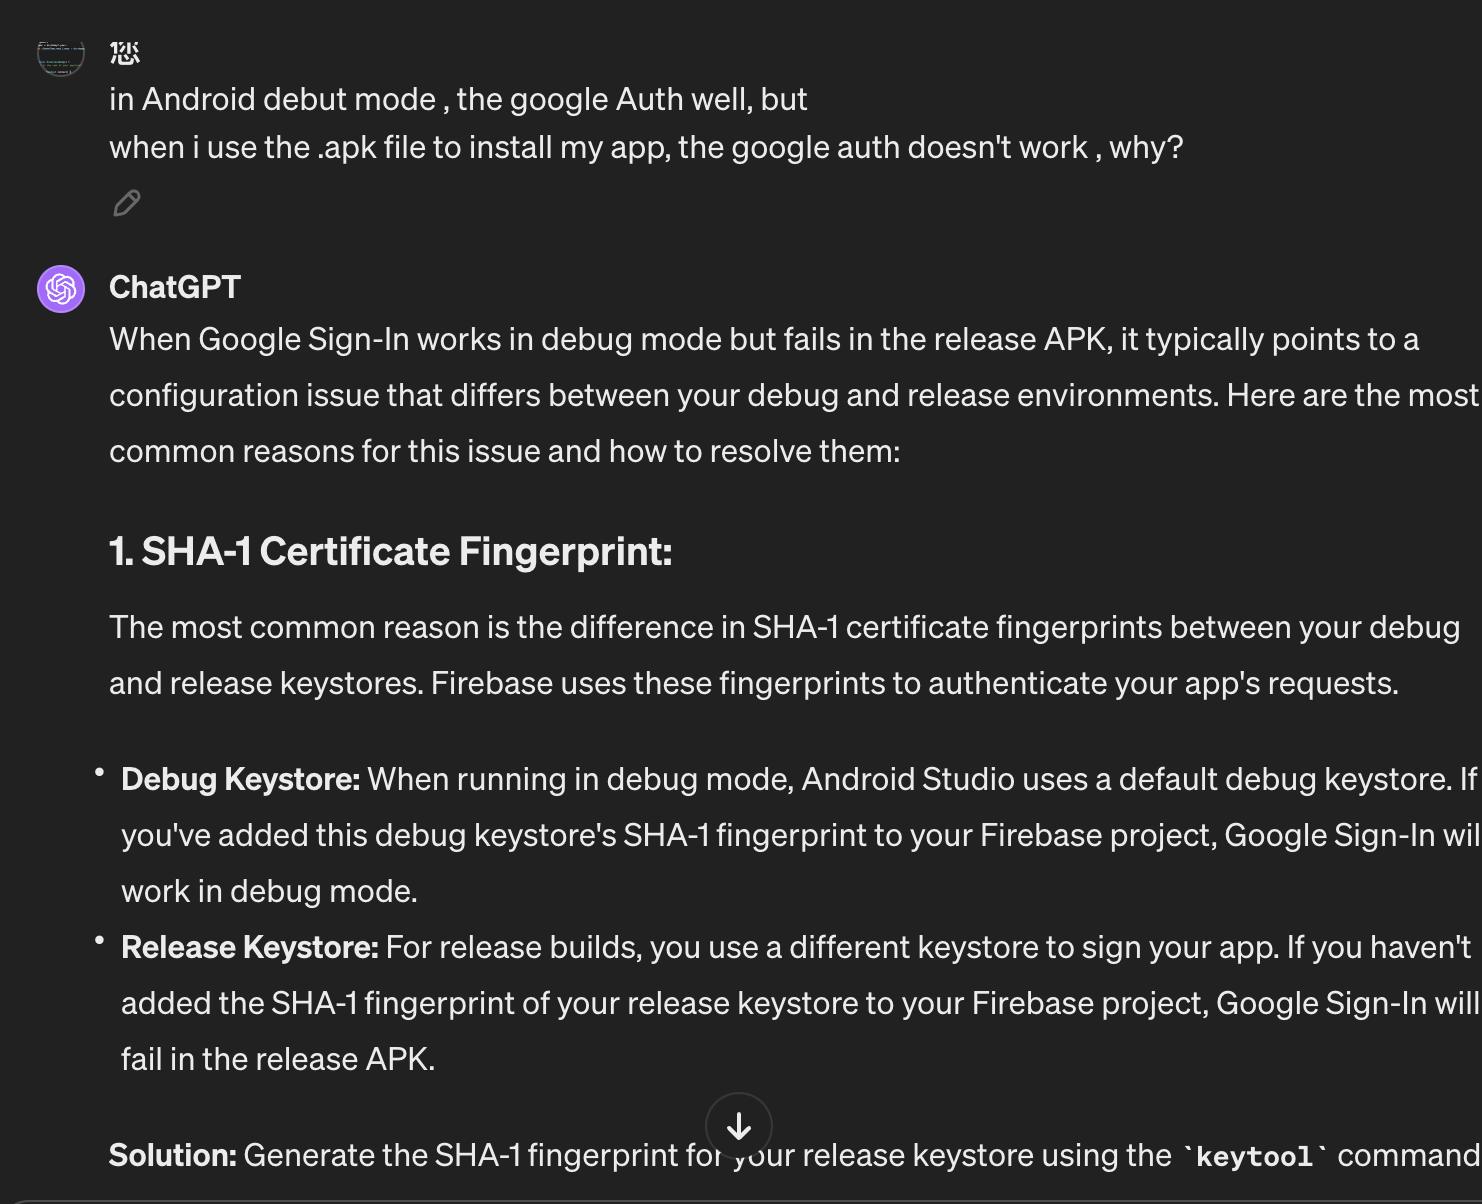 您
in Android debut mode , the google Auth well, but
when i use the .apk file to install my app, the google auth doesn't work , why?
ChatGPT
When Google Sign-In works in debug mode but fails in the release APK, it typically points to a
configuration issue that differs between your debug and release environments. Here are the most
common reasons for this issue and how to resolve them:
1. SHA-1 Certificate Fingerprint:
The most common reason is the difference in SHA-1 certificate fingerprints between your debug
and release keystores. Firebase uses these fingerprints to authenticate your app's requests.
• Debug Keystore: When running in debug mode, Android Studio uses a default debug keystore. If
you've added this debug keystore's SHA-1 fingerprint to your Firebase project, Google Sign-In wil
work in debug mode.
• Release Keystore: For release builds, you use a different keystore to sign your app. If you haven't
added the SHA-1 fingerprint of your release keystore to your Firebase project, Google Sign-In will
fail in the release APK.
Solution: Generate the SHA-1 fingerprint for your release keystore using the `keytool` command